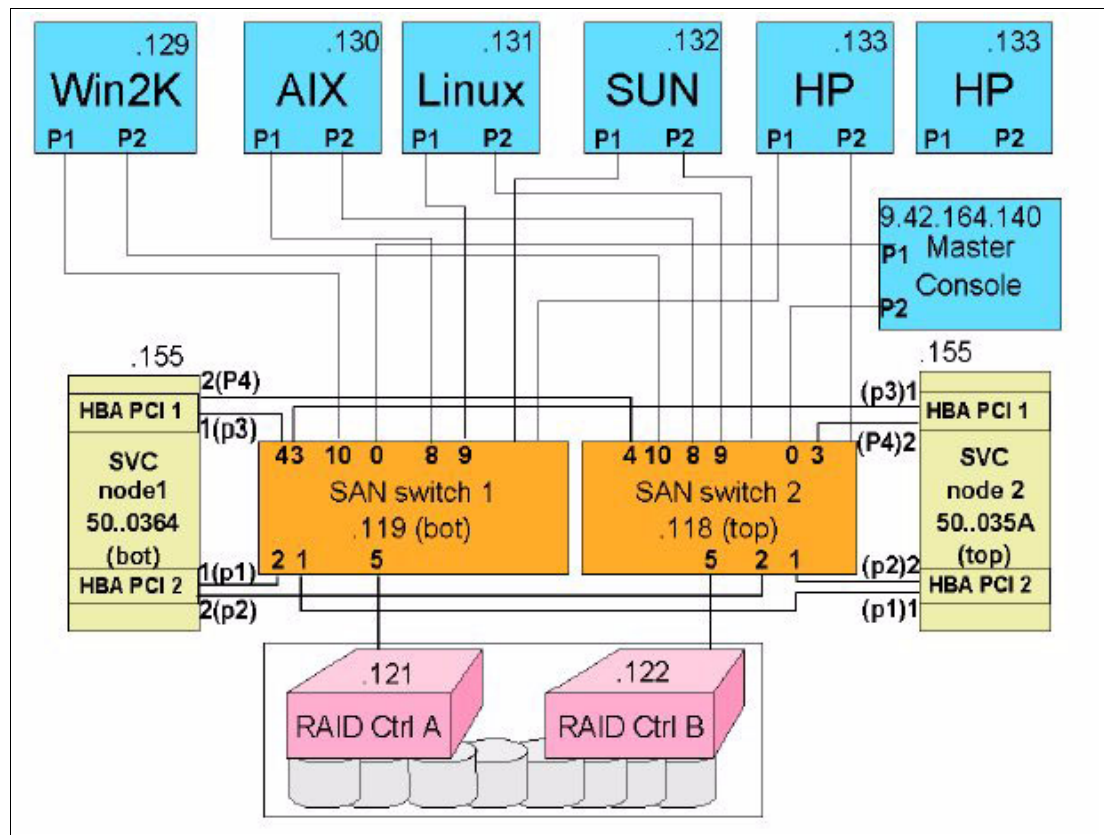 .129
Win2K
P1 P2
.130
AIX
P1 P2
.131
Linux
P1 P2
.132
SUN
P1 P2
.133
HP
P1 P2
.133
HP
P1 P2
9.42.164.140
P1 Master
Console
P2
.155
2(P4)
HBA PCI 1
1(p3)
SVC
node1
50..0364
(bot)
1(p1)
HBA PCI 2
2(p2)
43 10 0 8 9
SAN switch 1
.119 (bot)
2 1 5
4 10 8 9 0 3
SAN switch 2
.118 (top)
5 2 1
.155
(p3)1
HBA PCI 1
(P4)2
SVC
node 2
50..035A
(top)
(p2)2
HBA PCI 2
(p1)1
.121
RAID Ctrl A
.122
RAID Ctrl B